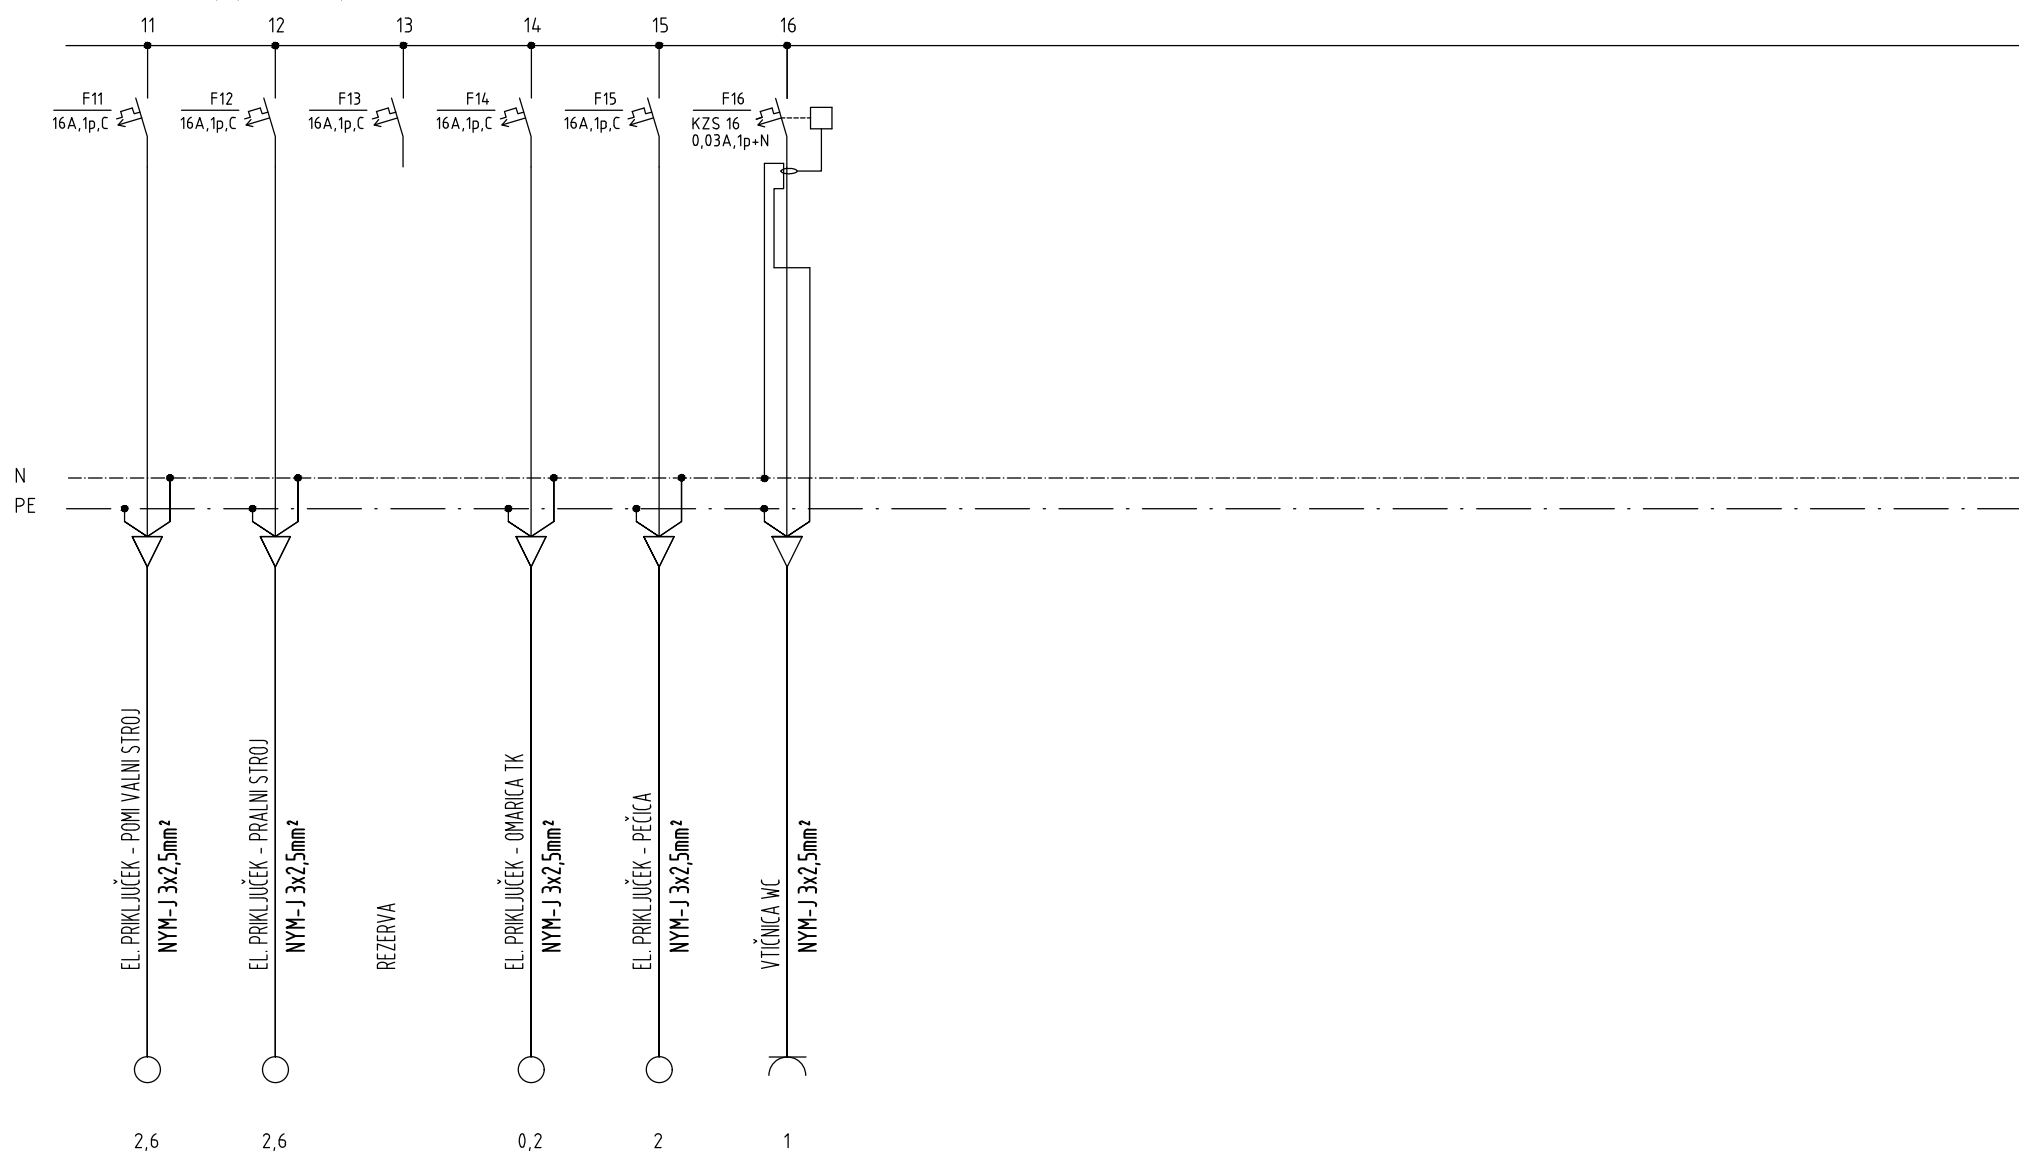 11 12 13 14 15 16
F11
16A,1p,C
F12
16A,1p,C
F13
16A,1p,C
F14
16A,1p,C
F15
16A,1p,C
F16
KZS 16
0,03A,1p+N
N
PE
EL. PRIKLJUČEK - POMI VALNI STROJ
NYM-J 3x2,5mm²
EL. PRIKLJUČEK - PRALNI STROJ
NYM-J 3x2,5mm²
REZERVA
EL. PRIKLJUČEK - OMARICA TK
NYM-J 3x2,5mm²
EL. PRIKLJUČEK - PEČICA
NYM-J 3x2,5mm²
VTIČNICA WC
NYM-J 3x2,5mm²
2,6 2,6 0,2 2 1